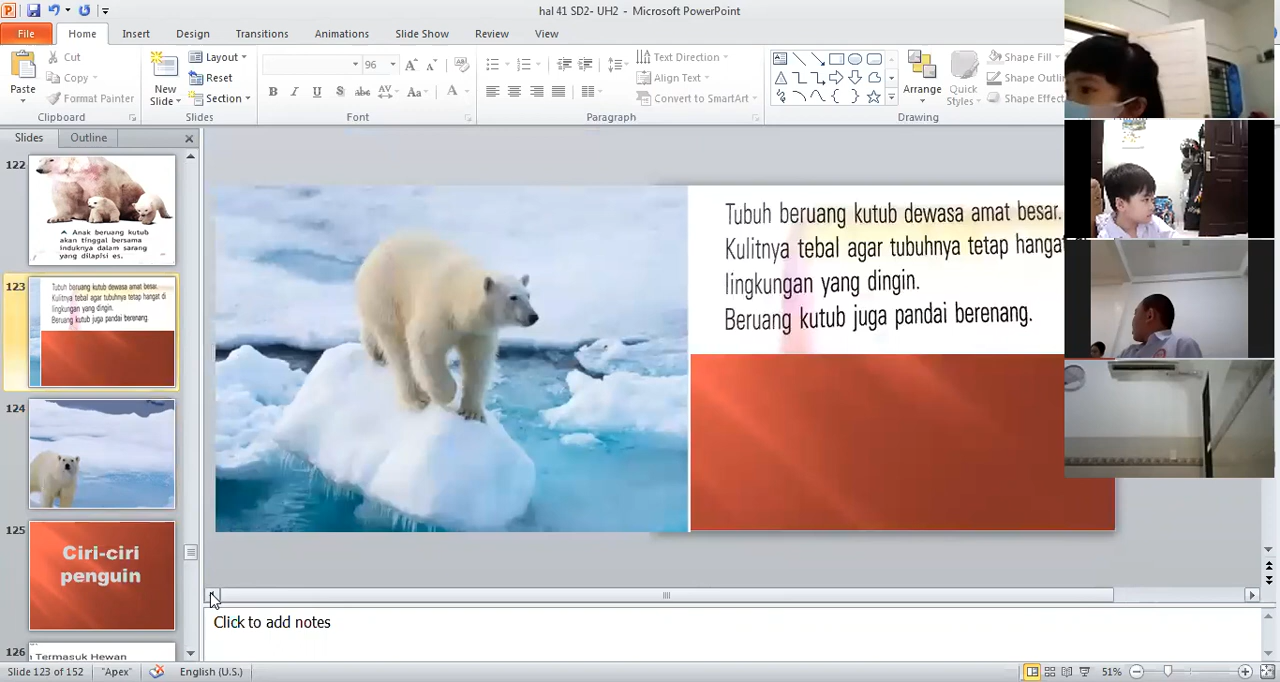 hal 41 SD2- UH2 - Microsoft PowerPoint
File Home Insert Design Transitions Animations Slide Show Review View
Paste
Cut
Copy
Format Painter
Clipboard
New Slide
Layout
Reset
Section
Slides
96
Font
Text Direction
Align Text
Convert to SmartArt
Paragraph
Arrange
Quick Styles
Shape Fill
Shape Outli
Shape Effect
Drawing
Slides Outline
122
Anak beruang kutub
akan tinggal bersama
induknya dalam sarang
yang dilapisi es.
123
Tubuh beruang kutub dewasa amat besar.
Kulitnya tebal agar tubuhnya tetap hangat di
lingkungan yang dingin.
Beruang kutub juga pandai berenang.
124
125
Ciri-ciri
penguin
126
Termasuk Hewan
Tubuh beruang kutub dewasa amat besar.
Kulitnya tebal agar tubuhnya tetap hangat
lingkungan yang dingin.
Beruang kutub juga pandai berenang.
Click to add notes
Slide 123 of 152 "Apex" English (U.S.) 51%